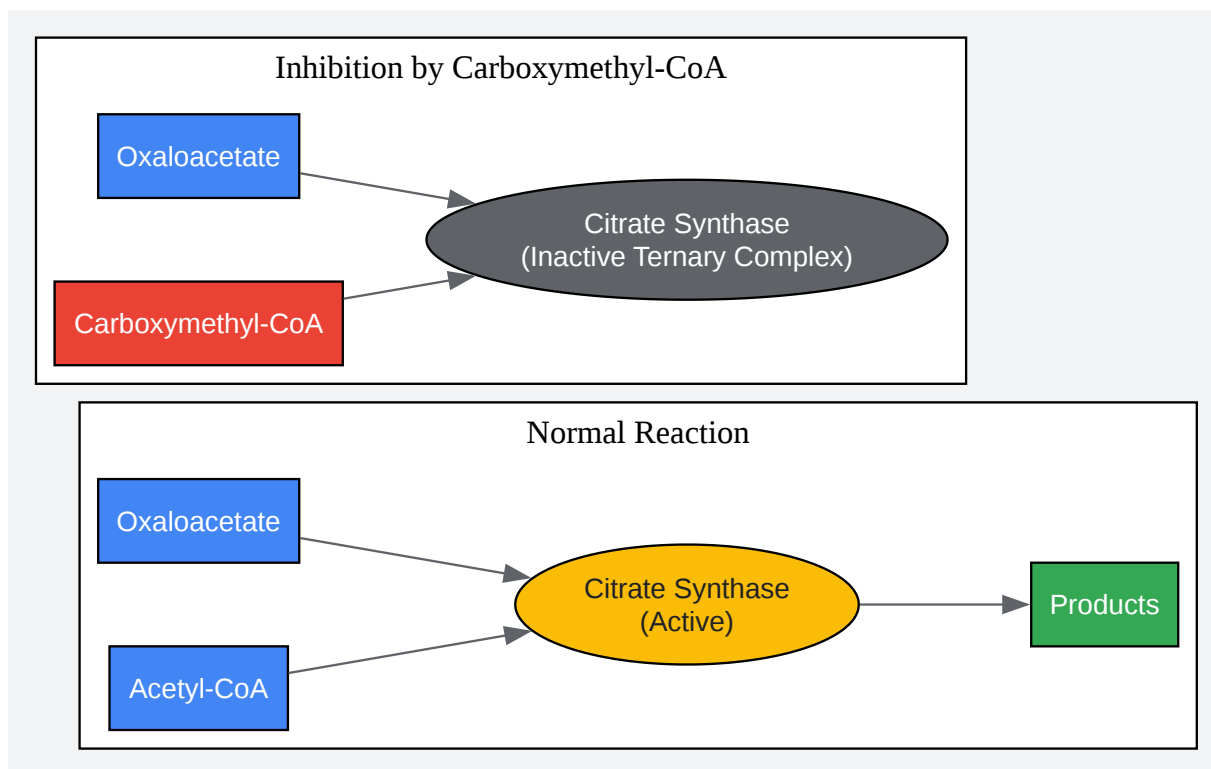 Inhibition by Carboxymethyl-CoA
Oxaloacetate
Citrate Synthase
(Inactive Ternary Complex)
Carboxymethyl-CoA
Normal Reaction
Oxaloacetate
Citrate Synthase
(Active)
Products
Acetyl-CoA